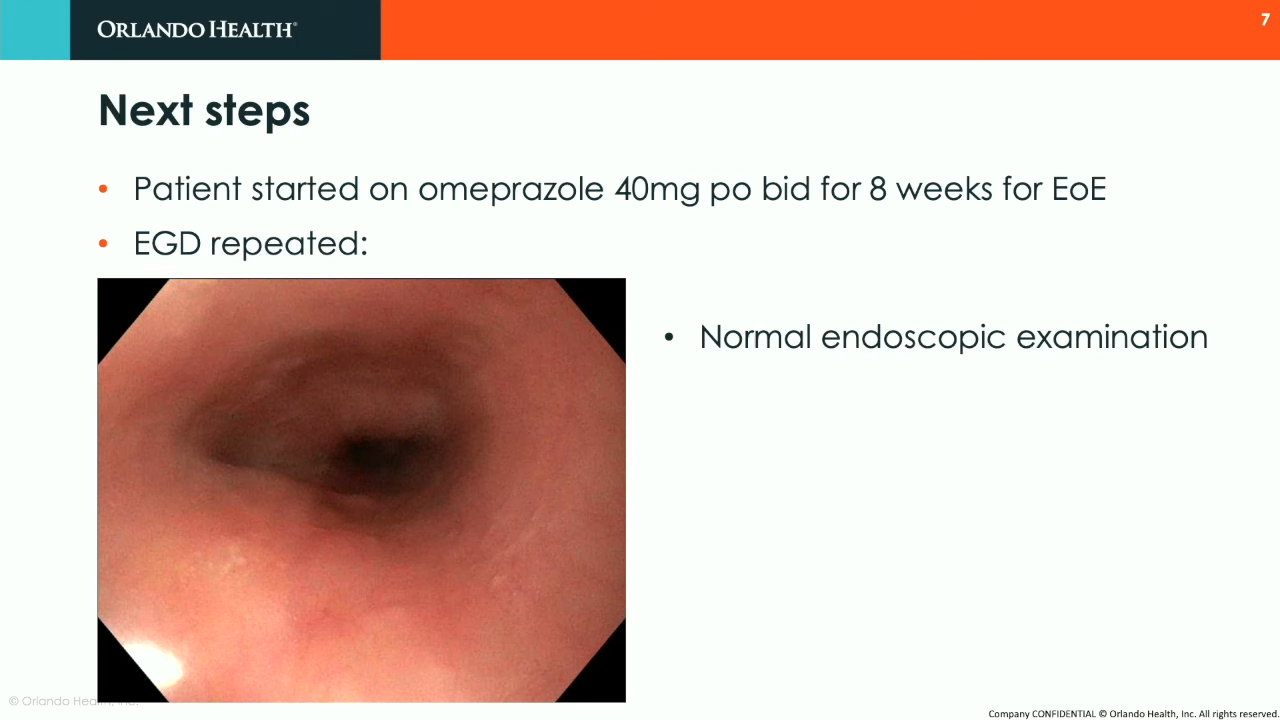 ORLANDO HEALTH®
7
Next steps
• Patient started on omeprazole 40mg po bid for 8 weeks for EoE
• EGD repeated:
• Normal endoscopic examination
© Orlando Health, Inc.
Company CONFIDENTIAL © Orlando Health, Inc. All rights reserved.